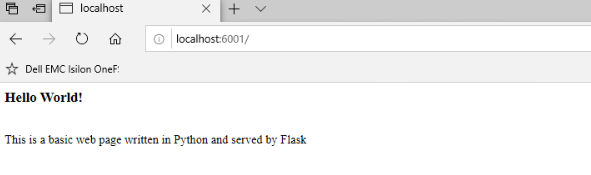 localhost
localhost:6001/
Dell EMC Isilon OneFS
Hello World!
This is a basic web page written in Python and served by Flask